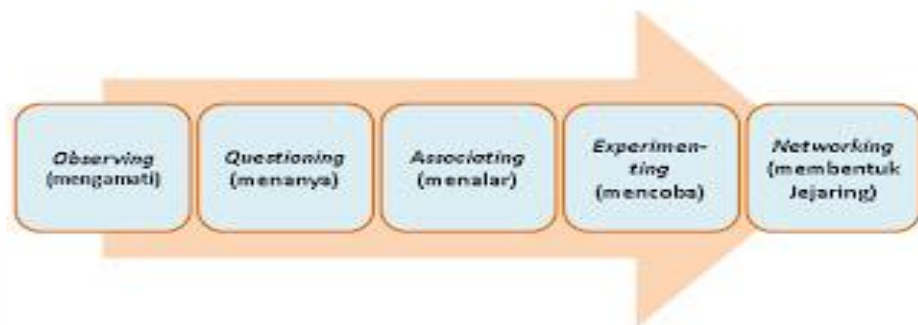 Observing
(mengamati)
Questioning
(menanya)
Associating
(menalar)
Experimen-
ting
(mencoba)
Networking
(membentuk
Jejaring)